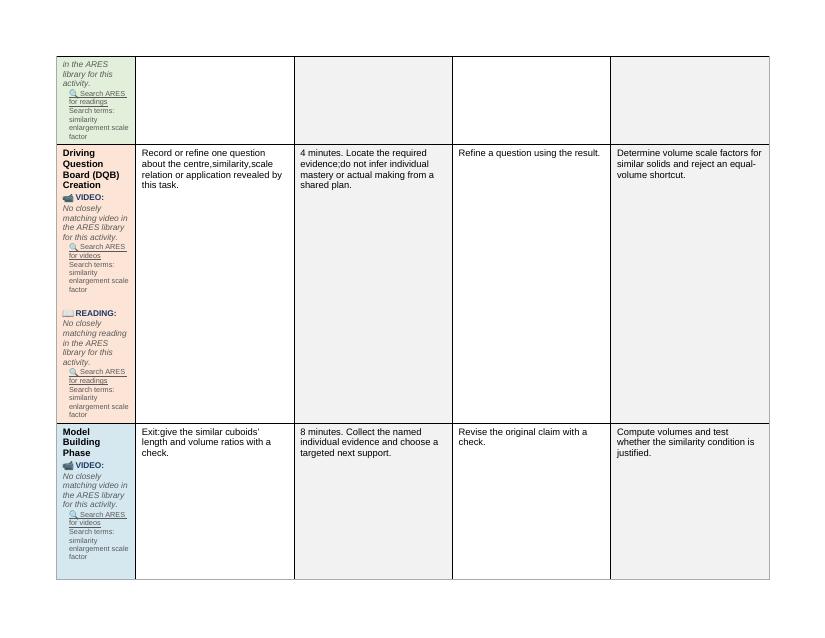 in the ARES
library for this
activity.
🔍 Search ARES
for readings
Search terms:
similarity
enlargement scale
factor
Driving
Question
Board (DQB)
Creation
📹 VIDEO:
No closely
matching video in
the ARES library
for this activity.
🔍 Search ARES
for videos
Search terms:
similarity
enlargement scale
factor
📖 READING:
No closely
matching reading
in the ARES
library for this
activity.
🔍 Search ARES
for readings
Search terms:
similarity
enlargement scale
factor
Record or refine one question
about the centre,similarity,scale
relation or application revealed by
this task.
4 minutes. Locate the required
evidence;do not infer individual
mastery or actual making from a
shared plan.
Refine a question using the result.
Determine volume scale factors for
similar solids and reject an equal-
volume shortcut.
Model
Building
Phase
📹 VIDEO:
No closely
matching video in
the ARES library
for this activity.
🔍 Search ARES
for videos
Search terms:
similarity
enlargement scale
factor
Exit:give the similar cuboids'
length and volume ratios with a
check.
8 minutes. Collect the named
individual evidence and choose a
targeted next support.
Revise the original claim with a
check.
Compute volumes and test
whether the similarity condition is
justified.